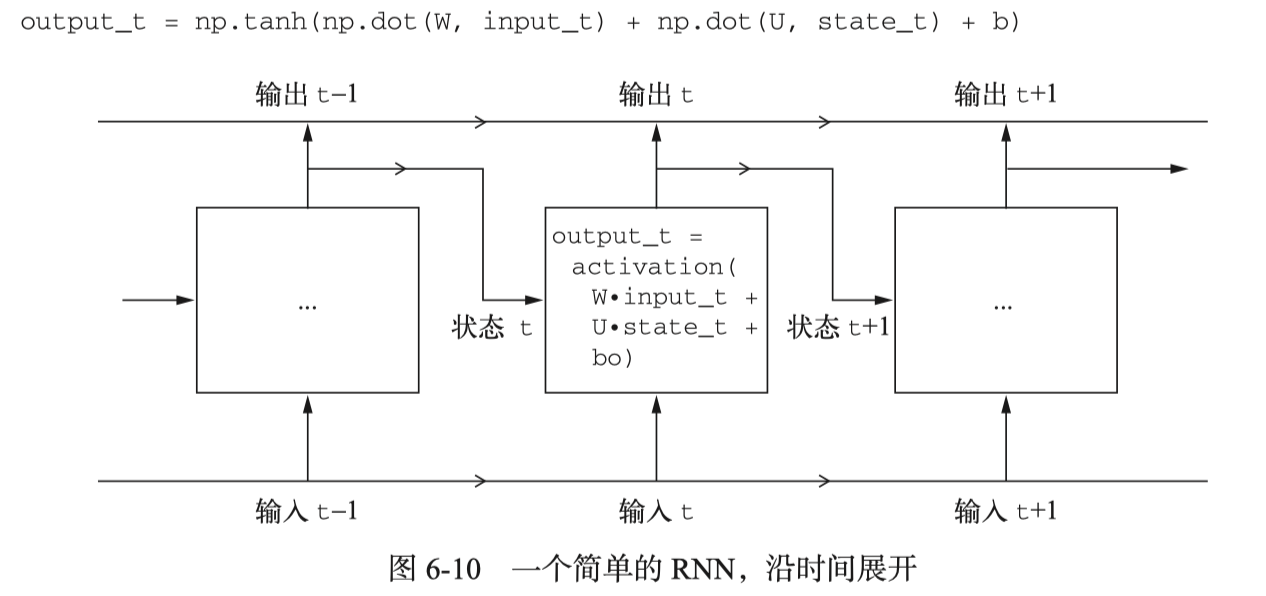 output_t = np.tanh(np.dot(W, input_t) + np.dot(U, state_t) + b)
输出 t−1
输出 t
输出 t+1
...
output_t =
activation(
W•input_t +
U•state_t +
bo)
...
状态 t
状态 t+1
输入 t−1
输入 t
输入 t+1
图 6-10 一个简单的 RNN，沿时间展开